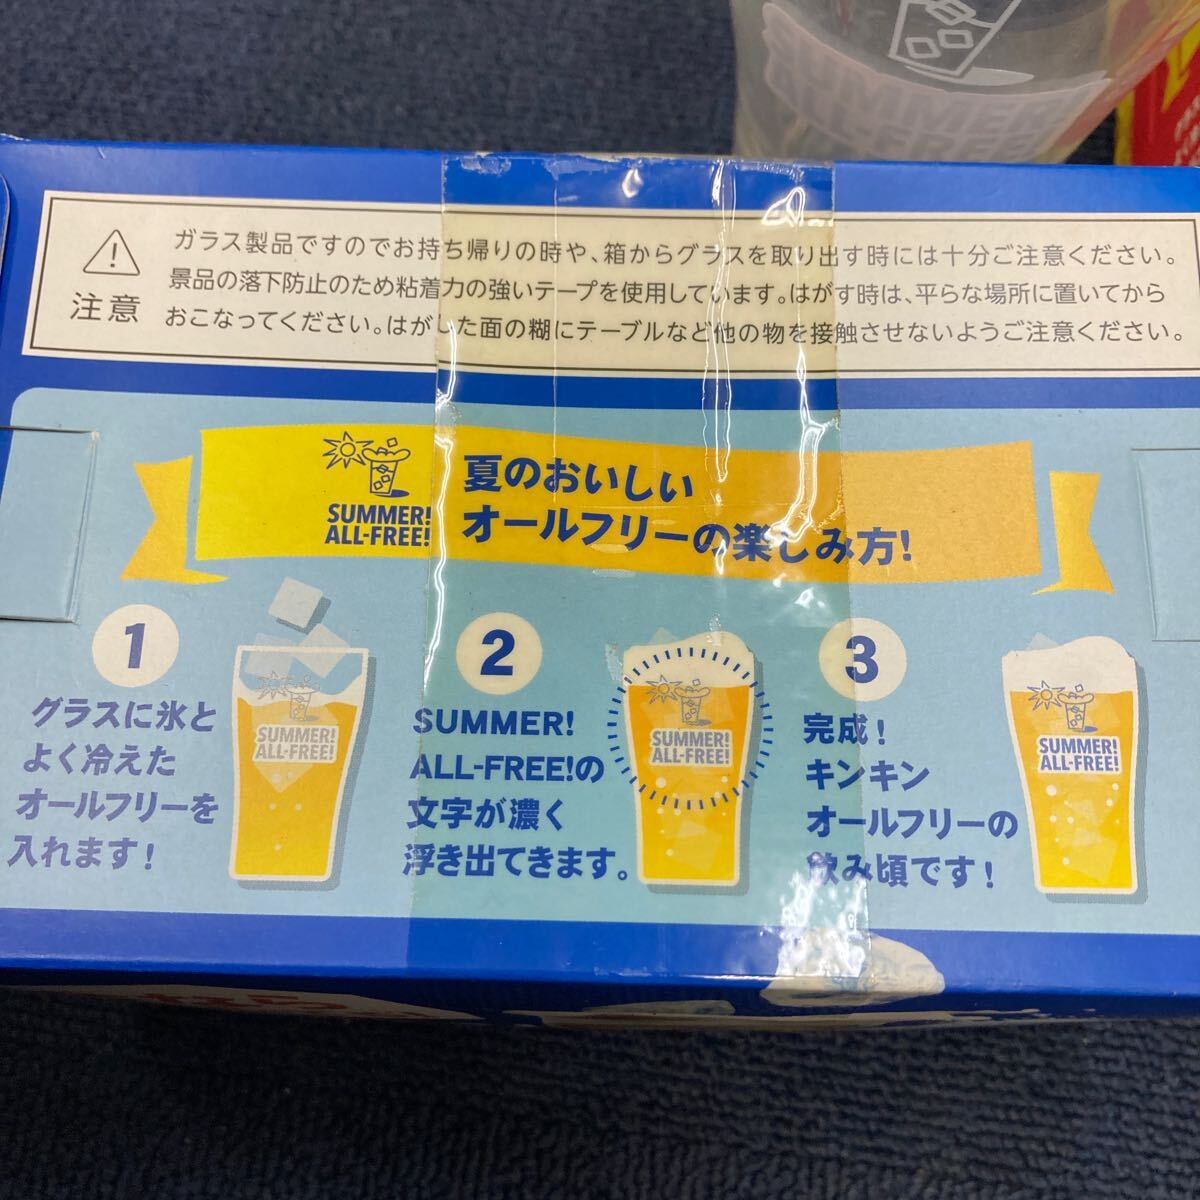 SUMMER!
ガラス製品ですのでお持ち帰りの時や、箱からグラスを取り出す時には十分ご注意ください。
景品の落下防止のため粘着力の強いテープを使用しています。はがす時は、平らな場所に置いてから
おこなってください。はがした面の糊にテーブルなど他の物を接触させないようご注意ください。
注意
SUMMER!
ALL-FREE!
夏のおいしい
オールフリーの楽しみ方!
1
グラスに氷と
よく冷えた
オールフリーを
入れます!
SUMMER!
ALL-FREE!
2
SUMMER!
ALL-FREE!の
文字が濃く
浮き出てきます。
SUMMER!
ALL-FREE!
3
完成!
キンキン
オールフリーの
飲み頃です!
SUMMER!
ALL-FREE!